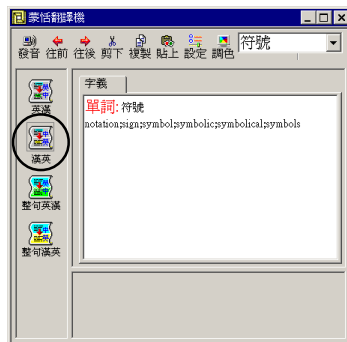 蒙恬翻譯機
發音 往前 往後 剪下 複製 貼上 設定 調色 符號
英漢
漢英
整句英漢
整句漢英
字義
單詞: 符號
notation;sign;symbol;symbolic;symbolical;symbols